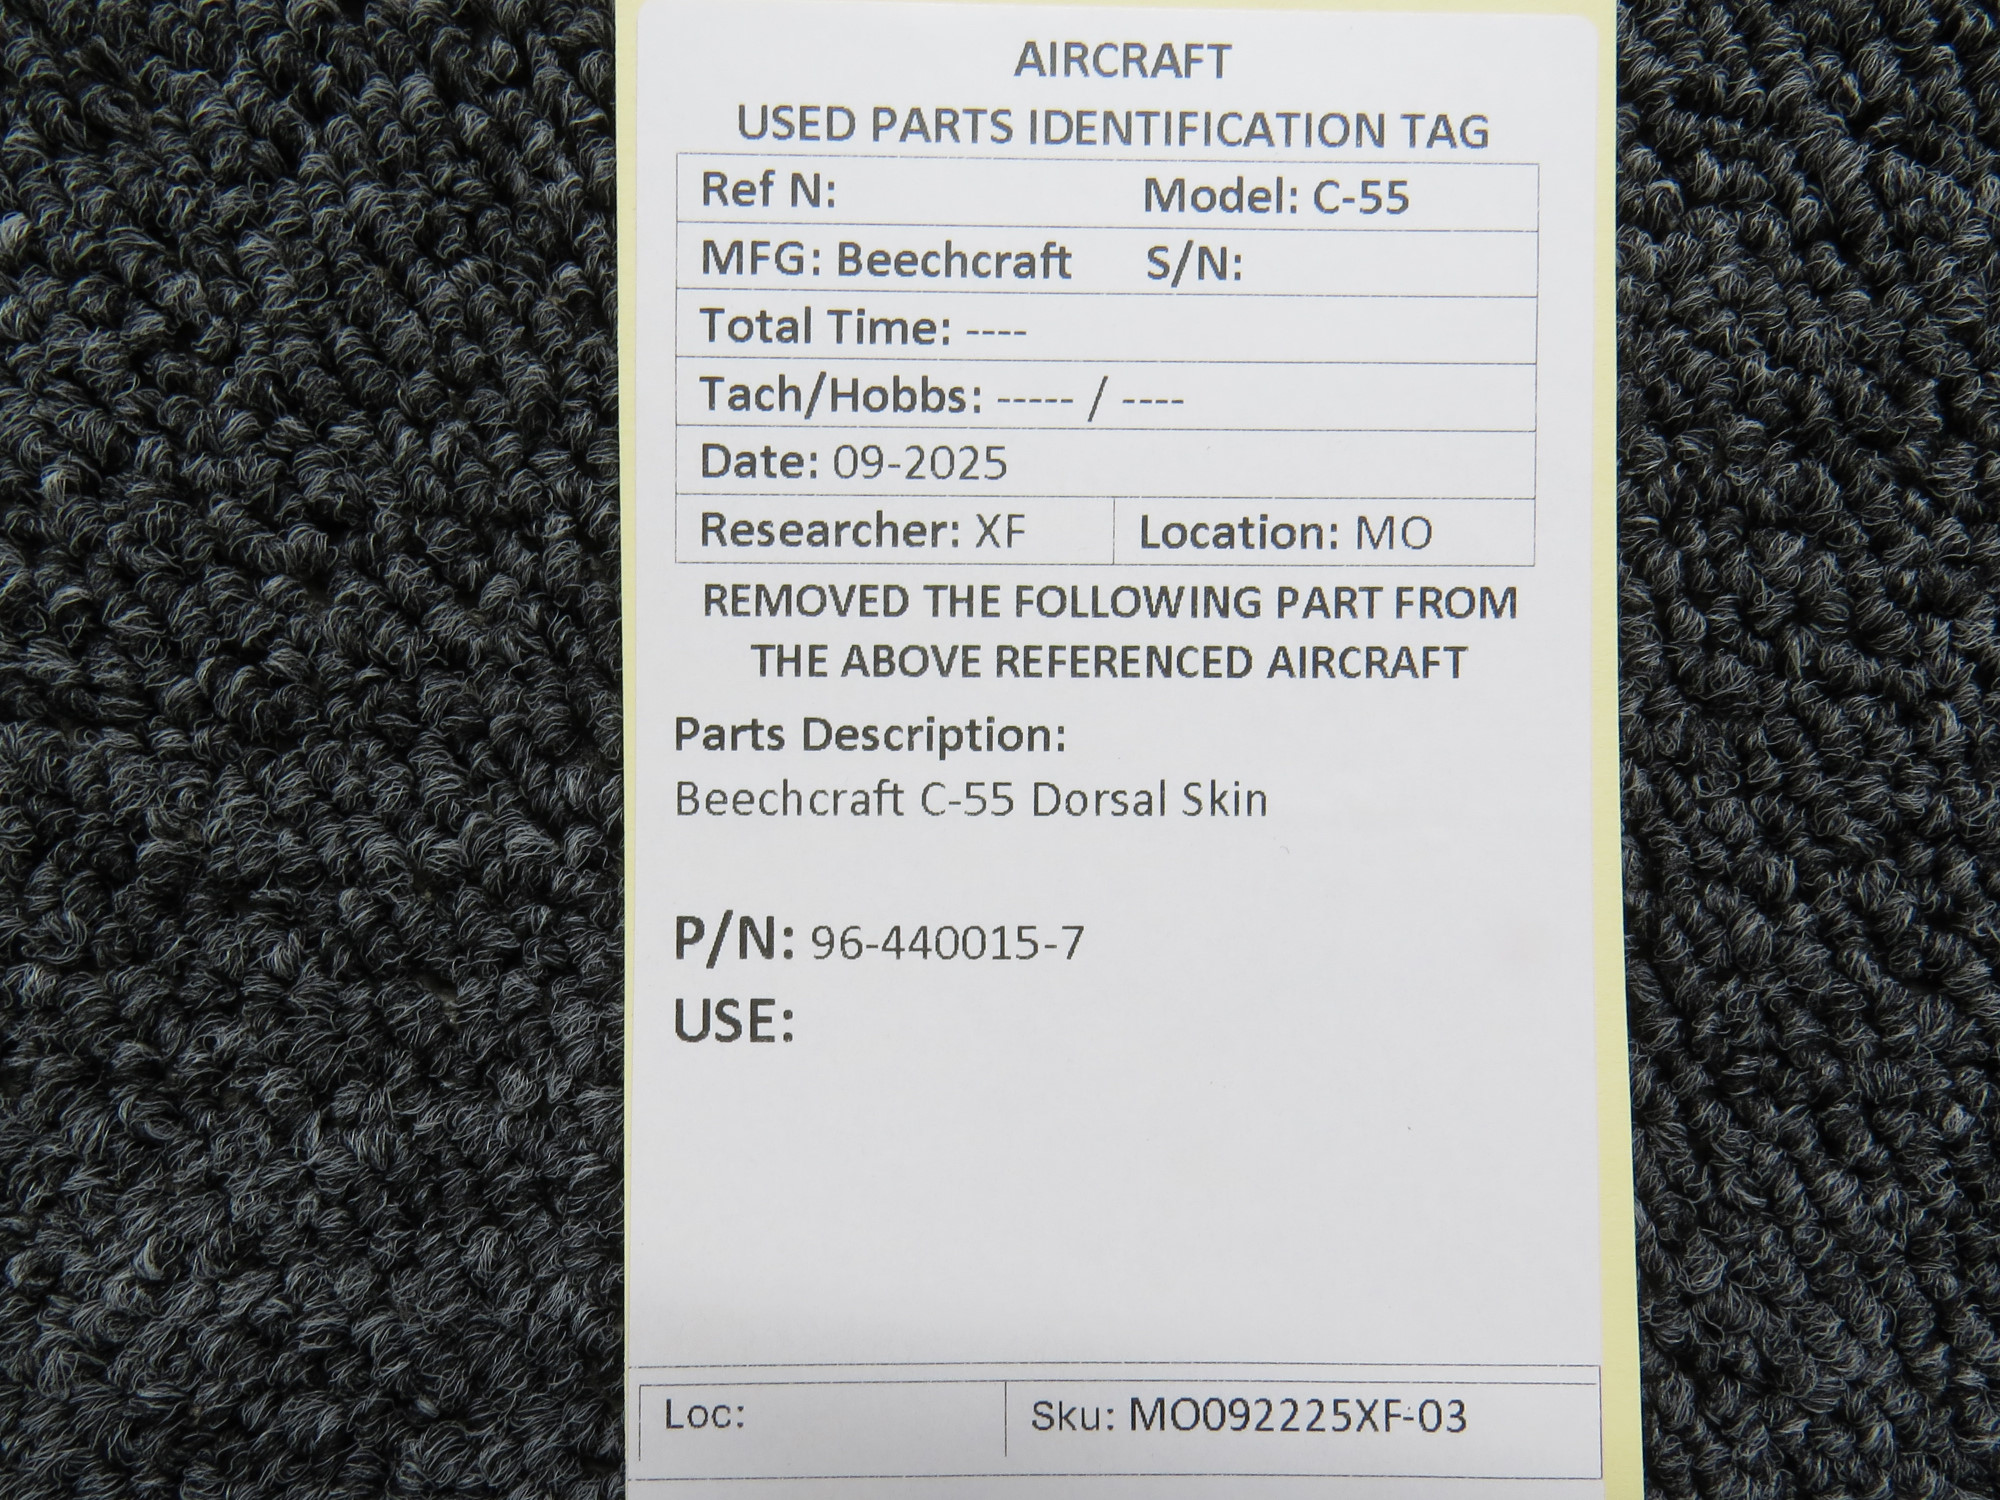 AIRCRAFT
USED PARTS IDENTIFICATION TAG
Ref N: Model: C-55
MFG: Beechcraft S/N:
Total Time: ----
Tach/Hobbs: ----- / ----
Date: 09-2025
Researcher: XF Location: MO
REMOVED THE FOLLOWING PART FROM
THE ABOVE REFERENCED AIRCRAFT
Parts Description:
Beechcraft C-55 Dorsal Skin
P/N: 96-440015-7
USE:
Loc: Sku: MO092225XF-03